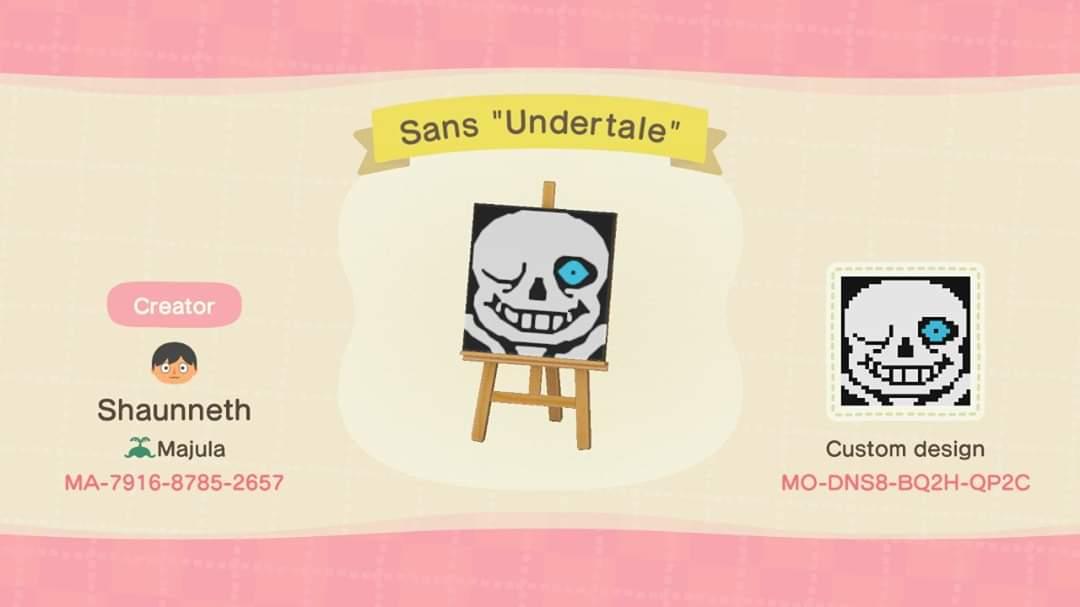 Sans "Undertale"
Creator
Shaunneth
Majula
MA-7916-8785-2657
Custom design
MO-DNS8-BQ2H-QP2C